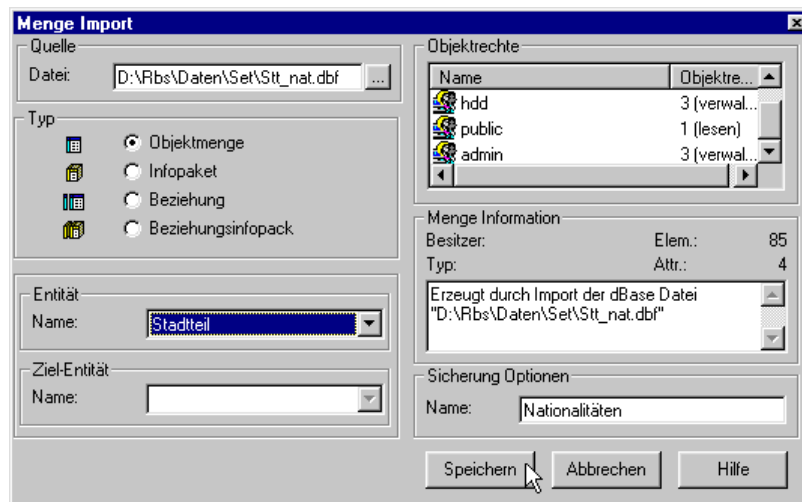 Menge Import
Quelle
Datei: D:\Rbs\Daten\Set\Stt_nat.dbf ...
Typ
Objektmenge
Infopaket
Beziehung
Beziehungsinfopack
Entität
Name: Stadtteil
Ziel-Entität
Name:
Objektrechte
Name Objektre...
hdd 3 (verwal...
public 1 (lesen)
admin 3 (verwal...
Menge Information
Besitzer: Elem.: 85
Typ: Attr.: 4
Erzeugt durch Import der dBase Datei
"D:\Rbs\Daten\Set\Stt_nat.dbf"
Sicherung Optionen
Name: Nationalitäten
Speichern Abbrechen Hilfe